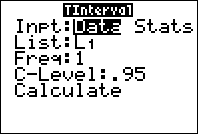 TInterval
Inpt:Data Stats
List:L₁
Freq:1
C-Level:.95
Calculate